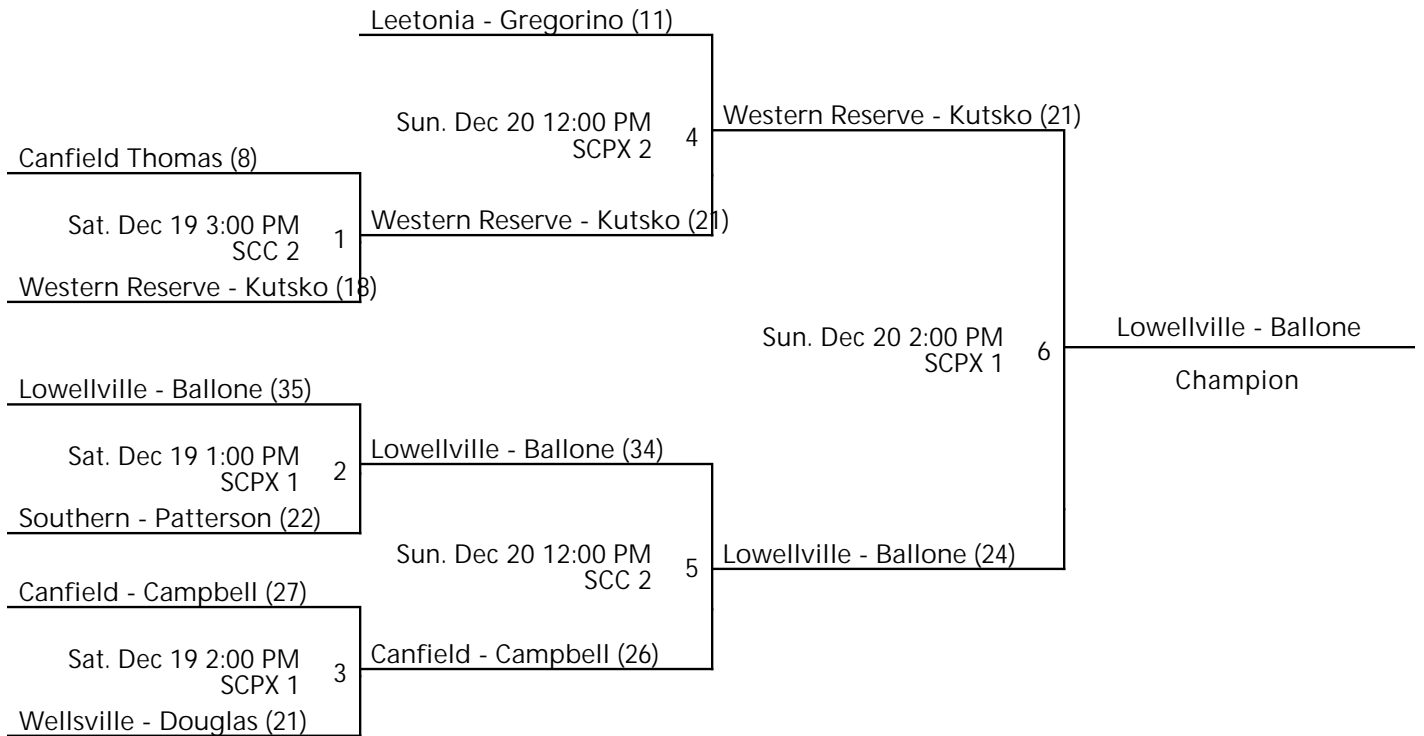 Leetonia - Gregorino (11)
Sun. Dec 20 12:00 PM
SCPX 2
4
Western Reserve - Kutsko (21)
Canfield Thomas (8)
Sat. Dec 19 3:00 PM
SCC 2
1
Western Reserve - Kutsko (21)
Western Reserve - Kutsko (18)
Sun. Dec 20 2:00 PM
SCPX 1
6
Lowellville - Ballone
Champion
Lowellville - Ballone (35)
Sat. Dec 19 1:00 PM
SCPX 1
2
Lowellville - Ballone (34)
Southern - Patterson (22)
Sun. Dec 20 12:00 PM
SCC 2
5
Lowellville - Ballone (24)
Canfield - Campbell (27)
Sat. Dec 19 2:00 PM
SCPX 1
3
Canfield - Campbell (26)
Wellsville - Douglas (21)